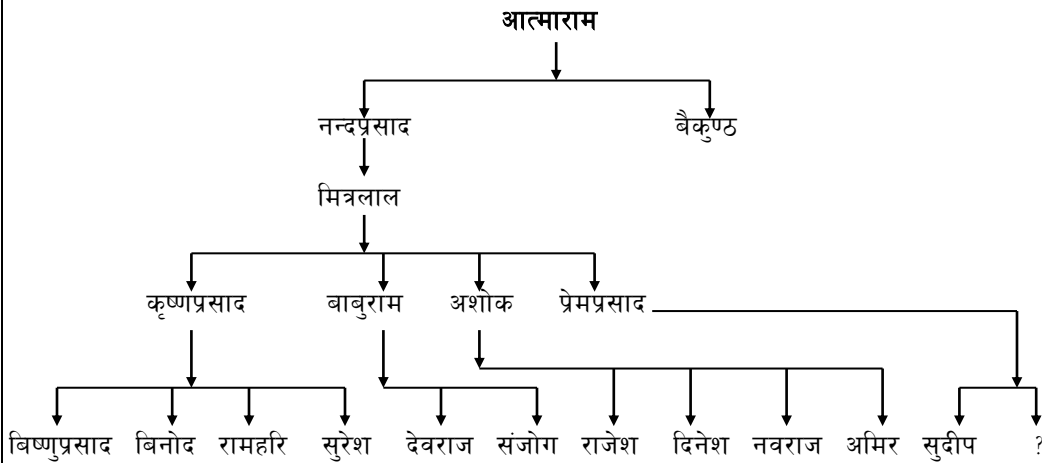 आत्माराम
नन्दप्रसाद बैकुण्ठ
मित्रलाल
कृष्णप्रसाद बाबुराम अशोक प्रेमप्रसाद
बिष्णुप्रसाद बिनोद रामहरि सुरेश देवराज संजोग राजेश दिनेश नवराज अमिर सुदीप ?